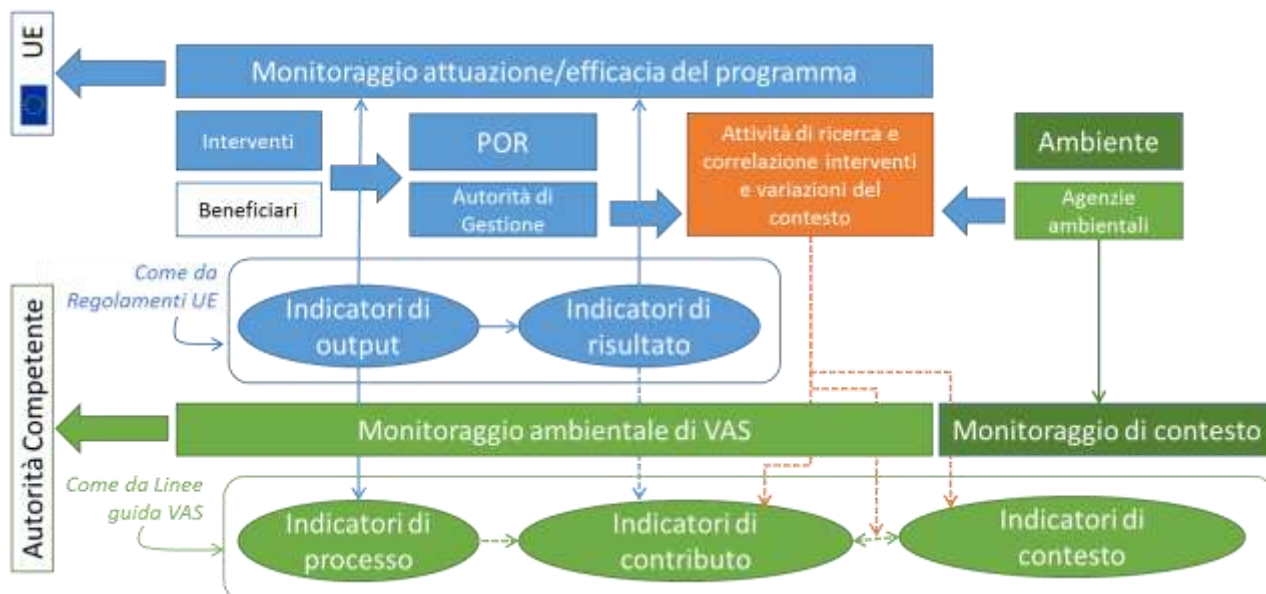 UE
Monitoraggio attuazione/efficacia del programma
Interventi
Beneficiari
POR
Autorità di
Gestione
Attività di ricerca e
correlazione interventi
e variazioni del
contesto
Ambiente
Agenzie
ambientali
Come da
Regolamenti UE
Indicatori di
output
Indicatori di
risultato
Autorità Competente
Monitoraggio ambientale di VAS
Monitoraggio di contesto
Come da Linee
guida VAS
Indicatori di
processo
Indicatori di
contributo
Indicatori di
contesto